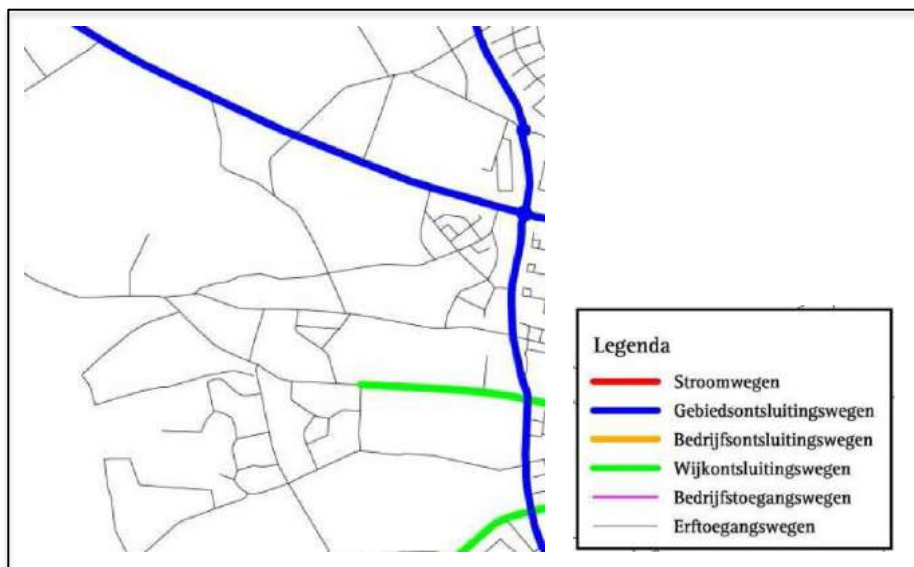 Legenda
Stroomwegen
Gebiedsontsluitingswegen
Bedrijfsontsluitingswegen
Wijkontsluitingswegen
Bedrijfstoegangswegen
Erftoegangswegen